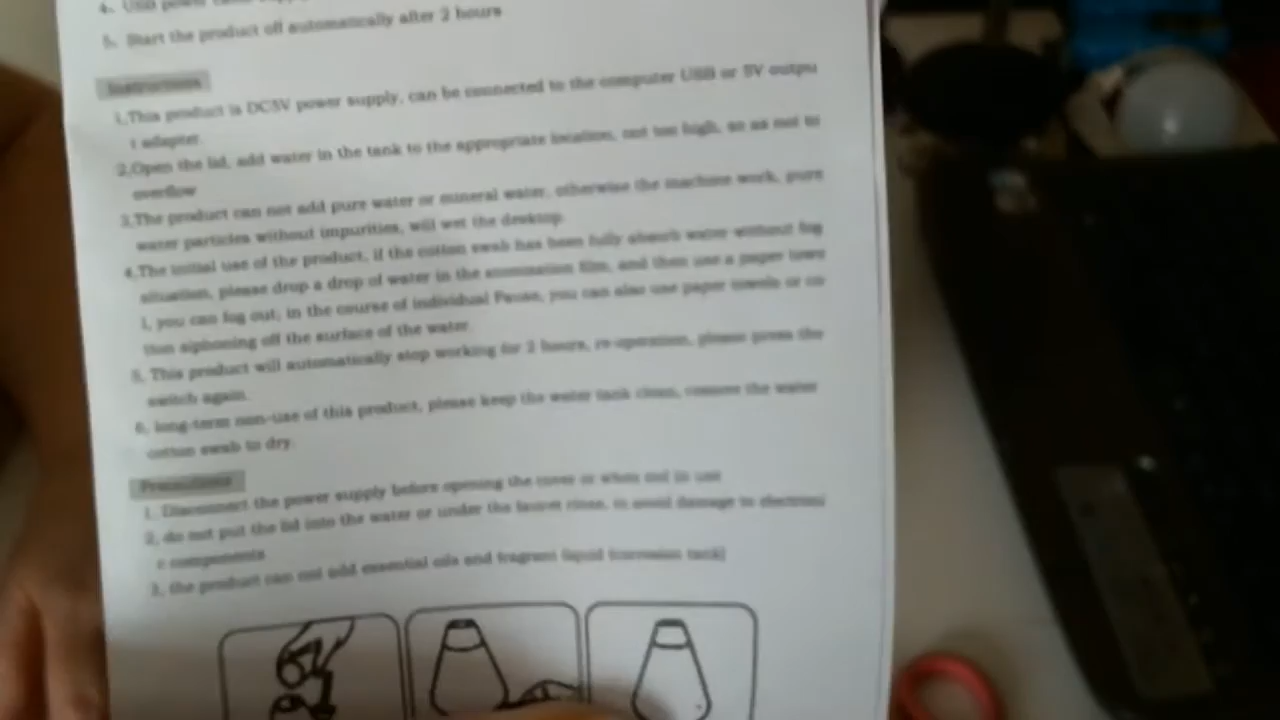 4. USB power
5. Start the product off automatically after 2 hours
Instructions
1.This product is DC5V power supply, can be connected to the computer USB or 5V outpu
t adapter.
2.Open the lid, add water in the tank to the appropriate location, not too high, so as not to
overflow
3.The product can not add pure water or mineral water, otherwise the machine work, pure
water particles without impurities, will wet the desktop.
4.The initial use of the product, if the cotton swab has been fully absorb water without fog
situation, please drop a drop of water in the atomization film, and then use a paper towe
l, you can fog out, in the course of individual Pause, you can also use paper towels or co
tton siphoning off the surface of the water.
5, This product will automatically stop working for 2 hours, re-operation, please press the
switch again.
6, long-term non-use of this product, please keep the water tank clean, remove the water
cotton swab to dry.
Precautions
1. Disconnect the power supply before opening the cover or when not in use
2, do not put the lid into the water or under the faucet rinse, to avoid damage to electroni
c components
3, the product can not add essential oils and fragrant liquid (corrosion tank)